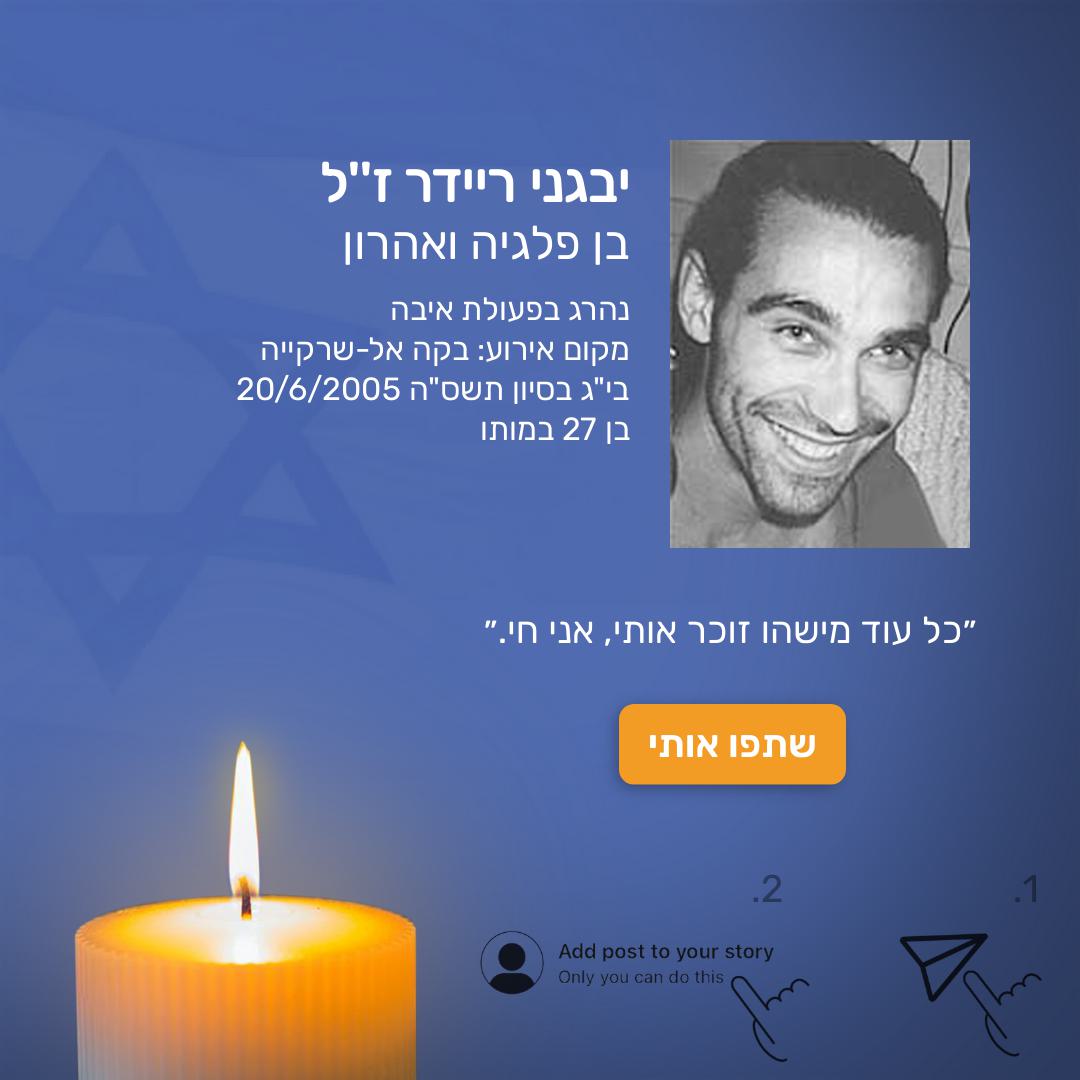 יבגני ריידר ז"ל
בן פלגיה ואהרון
נהרג בפעולת איבה
מקום אירוע: בקה אל-שרקייה
בי"ג בסיון תשס"ה 20/6/2005
בן 27 במותו
״כל עוד מישהו זוכר אותי, אני חי.״
שתפו אותי
1.
2.
Add post to your story
Only you can do this